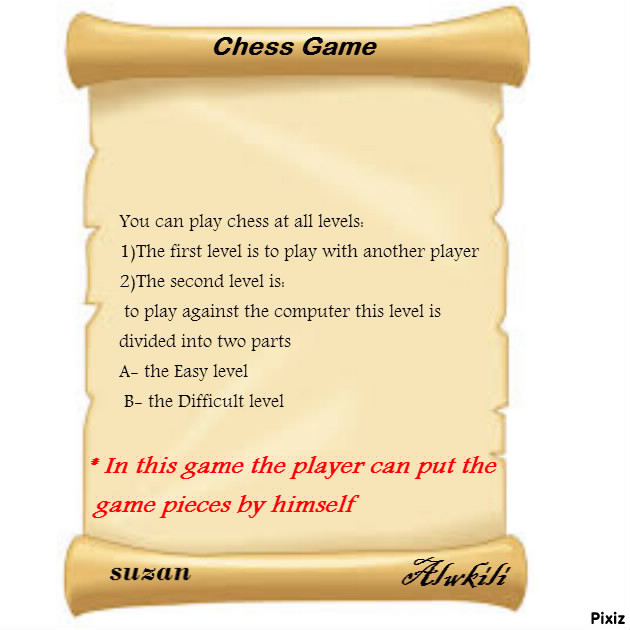 Chess Game
You can play chess at all levels:
1)The first level is to play with another player
2)The second level is:
to play against the computer this level is
divided into two parts
A- the Easy level
B- the Difficult level
* In this game the player can put the
game pieces by himself
suzan Alwkili
Pixiz